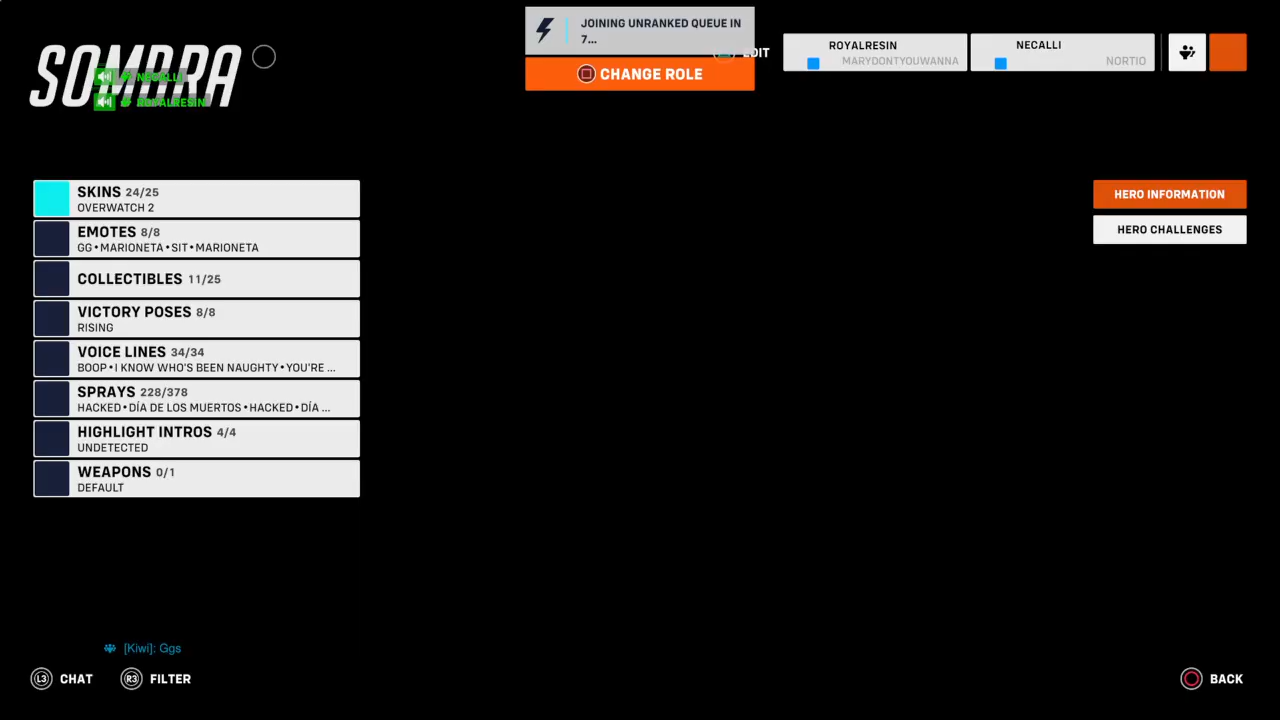 JOINING UNRANKED QUEUE IN
7...
EDIT
CHANGE ROLE
ROYALRESIN
MARYDONTYOUWANNA
NECALLI
NORTIO
SOMBRA
NECALLI
ROYALRESIN
SKINS 24/25
OVERWATCH 2
EMOTES 8/8
GG • MARIONETA • SIT • MARIONETA
COLLECTIBLES 11/25
VICTORY POSES 8/8
RISING
VOICE LINES 34/34
BOOP • I KNOW WHO'S BEEN NAUGHTY • YOU'RE ...
SPRAYS 228/378
HACKED • DÍA DE LOS MUERTOS • HACKED • DÍA ...
HIGHLIGHT INTROS 4/4
UNDETECTED
WEAPONS 0/1
DEFAULT
HERO INFORMATION
HERO CHALLENGES
[Kiwi]: Ggs
L3 CHAT
R3 FILTER
BACK